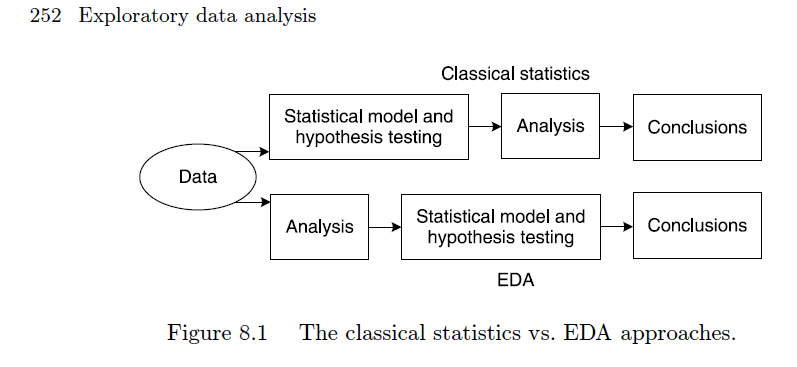 252 Exploratory data analysis
Classical statistics
Statistical model and
hypothesis testing
Analysis
Conclusions
Data
Analysis
Statistical model and
hypothesis testing
Conclusions
EDA
Figure 8.1 The classical statistics vs. EDA approaches.